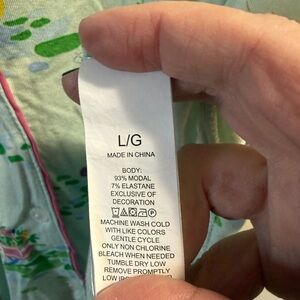 L/G
MADE IN CHINA
BODY:
93% MODAL
7% ELASTANE
EXCLUSIVE OF
DECORATION
MACHINE WASH COLD
WITH LIKE COLORS
GENTLE CYCLE
ONLY NON CHLORINE
BLEACH WHEN NEEDED
TUMBLE DRY LOW
REMOVE PROMPTLY
LOW